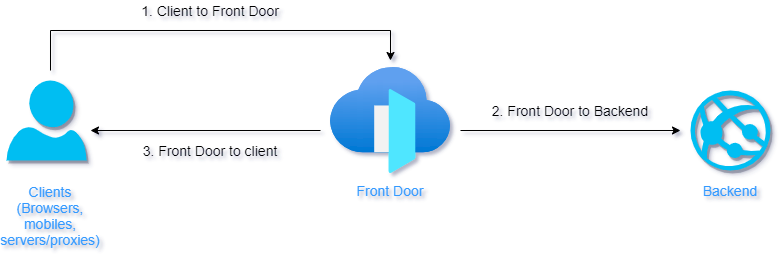 1. Client to Front Door
2. Front Door to Backend
3. Front Door to client
Clients
(Browsers,
mobiles,
servers/proxies)
Front Door
Backend